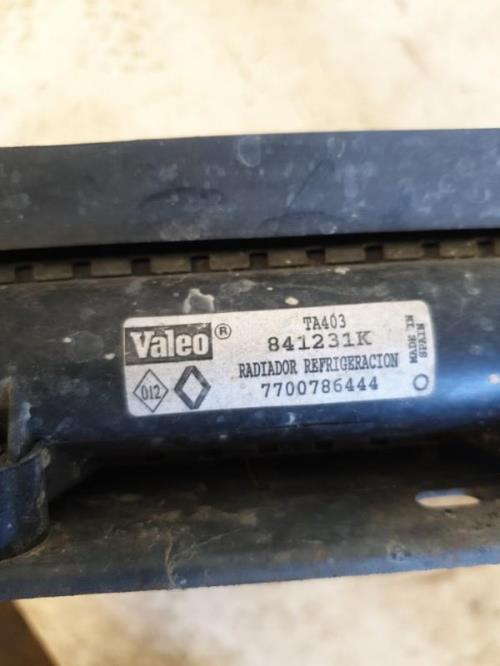 TA403
Valeo® 841231K
RADIADOR REFRIGERACION
012 7700786444
MADE IN
SPAIN